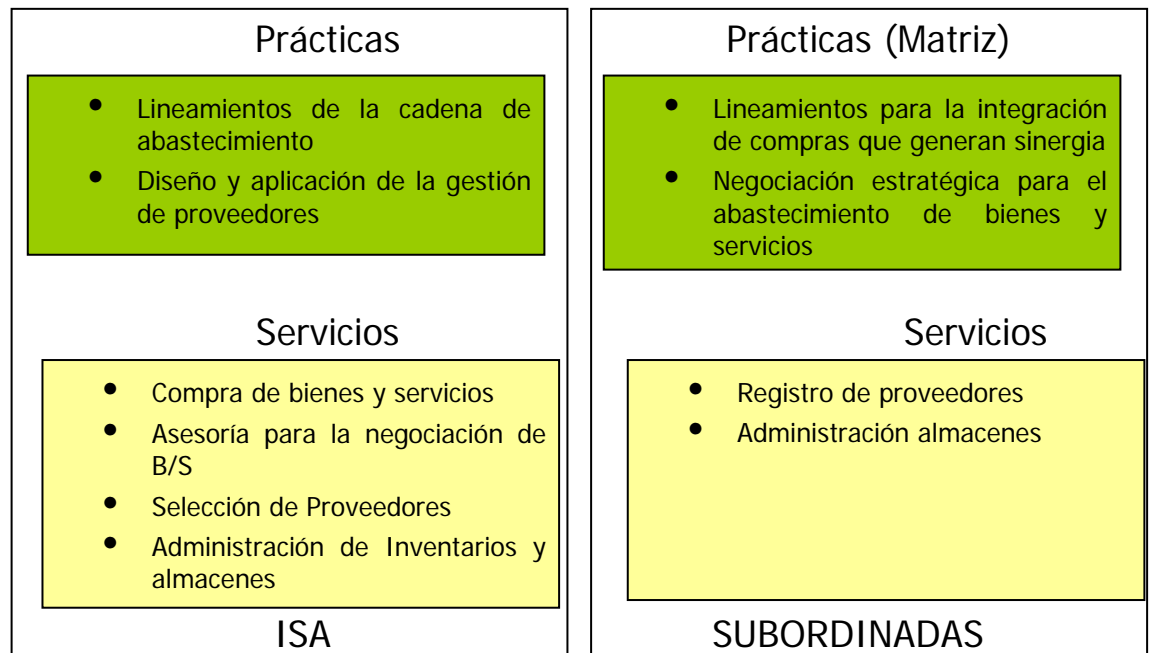 Prácticas
• Lineamientos de la cadena de
abastecimiento
• Diseño y aplicación de la gestión
de proveedores
Servicios
• Compra de bienes y servicios
• Asesoría para la negociación de
B/S
• Selección de Proveedores
• Administración de Inventarios y
almacenes
ISA
Prácticas (Matriz)
• Lineamientos para la integración
de compras que generan sinergia
• Negociación estratégica para el
abastecimiento de bienes y
servicios
Servicios
• Registro de proveedores
• Administración almacenes
SUBORDINADAS